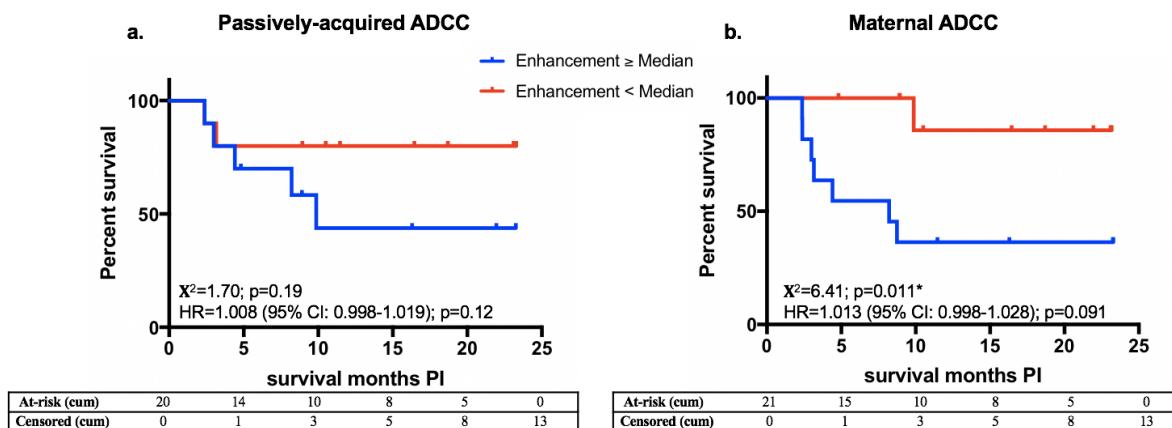 a.
Passively-acquired ADCC
Enhancement ≥ Median
Enhancement < Median
Percent survival
100
50
0
X²=1.70; p=0.19
HR=1.008 (95% CI: 0.998-1.019); p=0.12
0 5 10 15 20 25
survival months PI
At-risk (cum) 20 14 10 8 5 0
Censored (cum) 0 1 3 5 8 13
b.
Maternal ADCC
Percent survival
100
50
0
X²=6.41; p=0.011*
HR=1.013 (95% CI: 0.998-1.028); p=0.091
0 5 10 15 20 25
survival months PI
At-risk (cum) 21 15 10 8 5 0
Censored (cum) 0 1 3 5 8 13